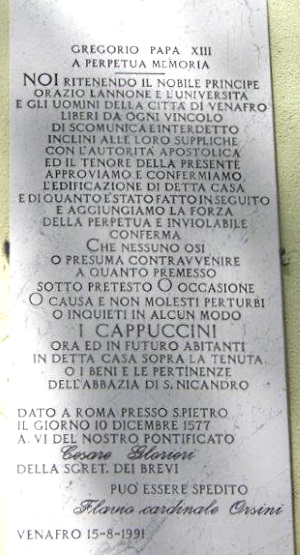 GREGORIO PAPA XIII
A PERPETUA MEMORIA
NOI RITENENDO IL NOBILE PRINCIPE
ORAZIO LANNONE E L'UNIVERSITÀ
E GLI UOMINI DELLA CITTÀ DI VENAFRO
LIBERI DA OGNI VINCOLO
DI SCOMUNICA E INTERDETTO
INCLINI ALLE LORO SUPPLICHE
CON L'AUTORITÀ APOSTOLICA
ED IL TENORE DELLA PRESENTE
APPROVIAMO E CONFERMIAMO
L'EDIFICAZIONE DI DETTA CASA
E DI QUANTO È STATO FATTO IN SEGUITO
E AGGIUNGIAMO LA FORZA
DELLA PERPETUA E INVIOLABILE
CONFERMA
CHE NESSUNO OSI
O PRESUMA CONTRAVVENIRE
A QUANTO PREMESSO
SOTTO PRETESTO O OCCASIONE
O CAUSA E NON MOLESTI PERTURBI
O INQUIETI IN ALCUN MODO
I CAPPUCCINI
ORA ED IN FUTURO ABITANTI
IN DETTA CASA SOPRA LA TENUTA
O I BENI E LE PERTINENZE
DELL'ABBAZIA DI S. NICANDRO
DATO A ROMA PRESSO S.PIETRO
IL GIORNO 10 DICEMBRE 1577
A. VI DEL NOSTRO PONTIFICATO
Cesare Glorieri
DELLA SGRET. DEI BREVI
PUÒ ESSERE SPEDITO
Flavio cardinale Orsini
VENAFRO 15-8-1991